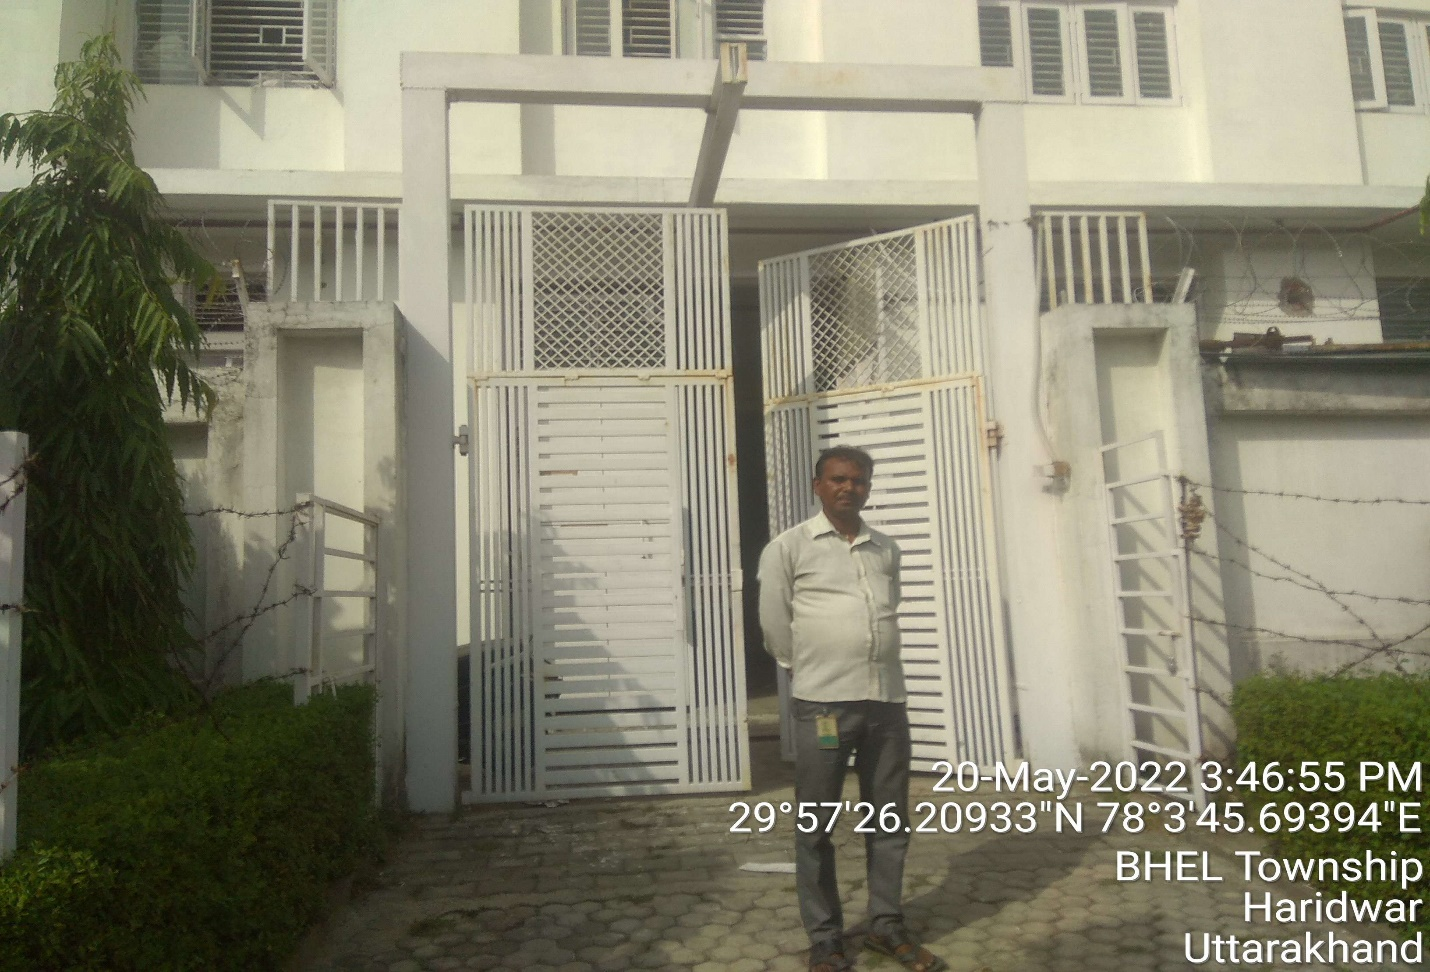 20-May-2022 3:46:55 PM
29°57'26.20933"N 78°3'45.69394"E
BHEL Township
Haridwar
Uttarakhand